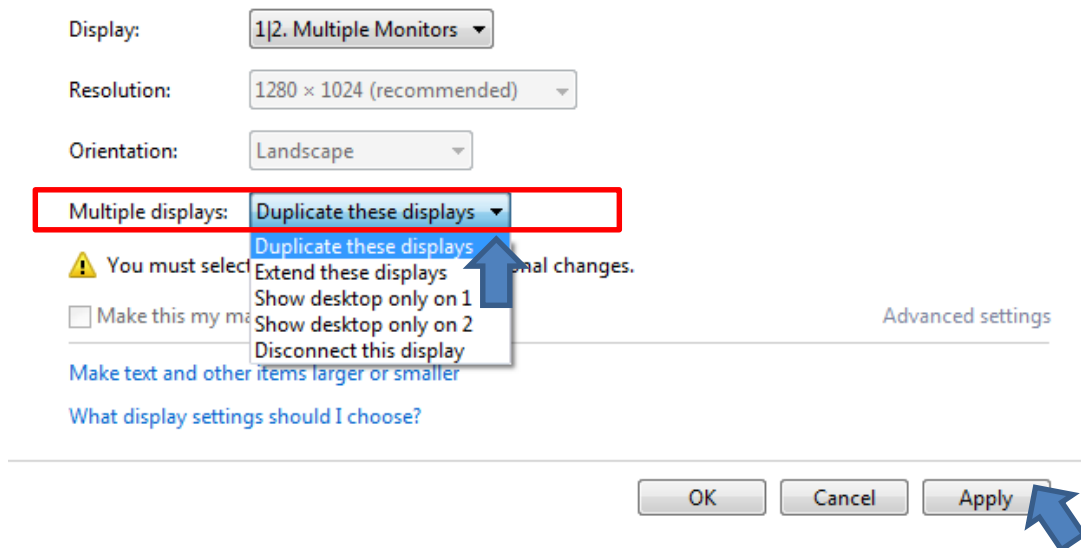 Display: 1|2. Multiple Monitors
Resolution: 1280 × 1024 (recommended)
Orientation: Landscape
Multiple displays: Duplicate these displays
Duplicate these displays
You must select nal changes.
Extend these displays
Show desktop only on 1
Make this my Advanced settings
Show desktop only on 2
Disconnect this display
Make text and other items larger or smaller
What display settings should I choose?
OK Cancel Apply